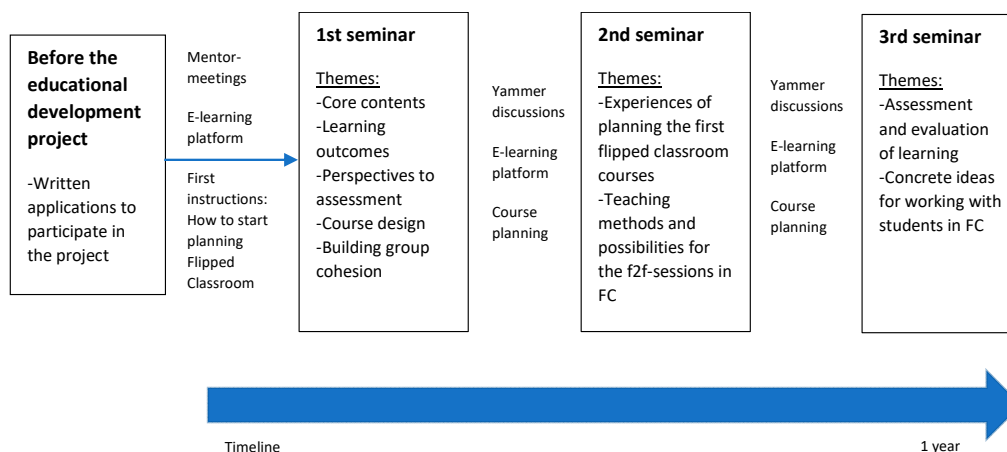 Before the
educational
development
project
-Written
applications to
participate in
the project
Mentor-
meetings
E-learning
platform
First
instructions:
How to start
planning
Flipped
Classroom
1st seminar
Themes:
-Core contents
-Learning
outcomes
-Perspectives to
assessment
-Course design
-Building group
cohesion
Yammer
discussions
E-learning
platform
Course
planning
2nd seminar
Themes:
-Experiences of
planning the first
flipped classroom
courses
-Teaching
methods and
possibilities for
the f2f-sessions in
FC
Yammer
discussions
E-learning
platform
Course
planning
3rd seminar
Themes:
-Assessment
and evaluation
of learning
-Concrete ideas
for working with
students in FC
Timeline
1 year